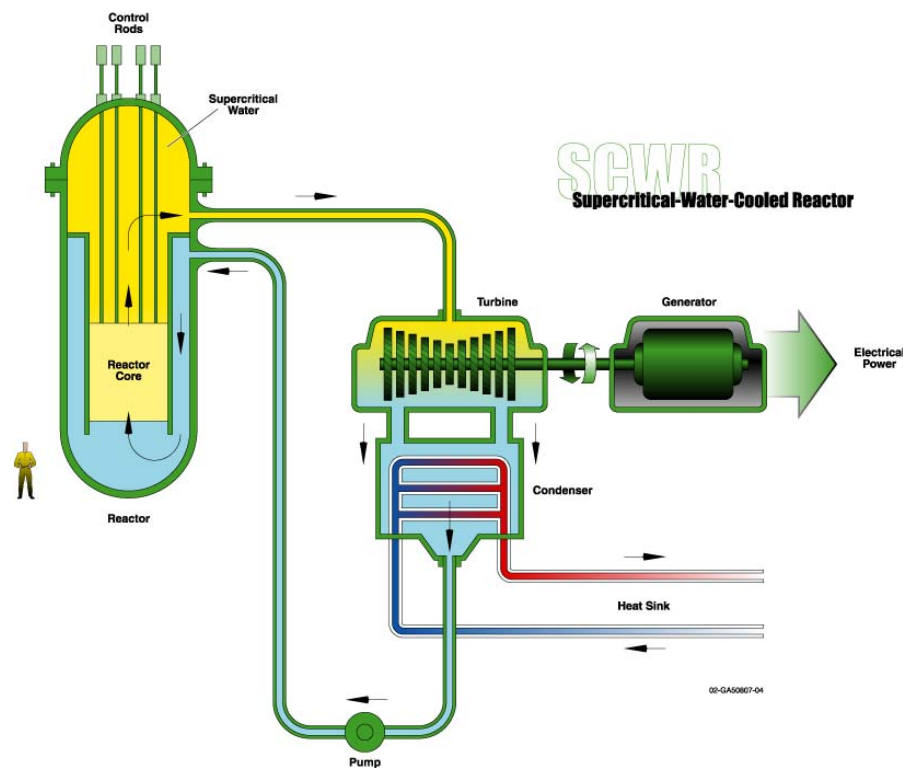 Control
Rods
Supercritical
Water
SCWR
Supercritical-Water-Cooled Reactor
Turbine
Generator
Electrical
Power
Reactor
Core
Condenser
Reactor
Heat Sink
02-GA50807-04
Pump